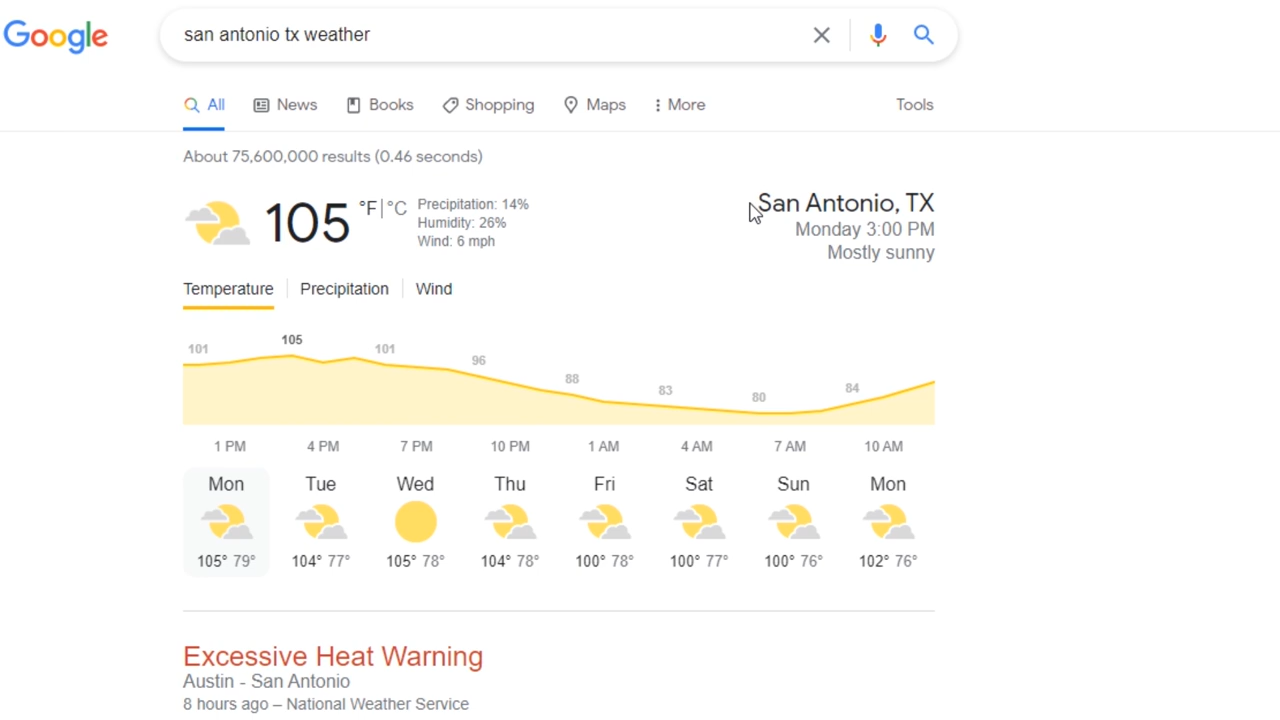 Google
san antonio tx weather
All News Books Shopping Maps More Tools
About 75,600,000 results (0.46 seconds)
105 °F|°C
Precipitation: 14%
Humidity: 26%
Wind: 6 mph
San Antonio, TX
Monday 3:00 PM
Mostly sunny
Temperature Precipitation Wind
101 105 101 96 88 83 80 84
1 PM 4 PM 7 PM 10 PM 1 AM 4 AM 7 AM 10 AM
Mon Tue Wed Thu Fri Sat Sun Mon
105° 79° 104° 77° 105° 78° 104° 78° 100° 78° 100° 77° 100° 76° 102° 76°
Excessive Heat Warning
Austin - San Antonio
8 hours ago – National Weather Service